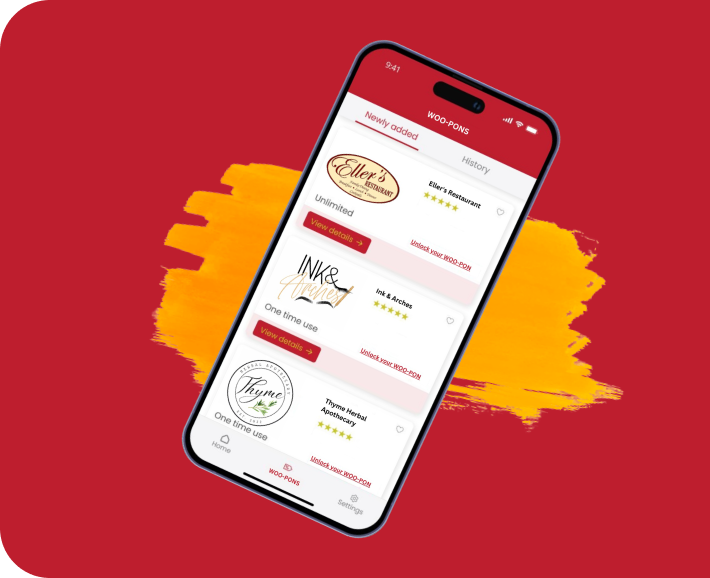 9:41
WOO-PONS
Newly added
History
Eller's
RESTAURANT
Eller's Restaurant
★★★★★
Unlimited
View details →
Unlock your WOO-PON
INK&
Arches
Ink & Arches
★★★★★
One time use
View details →
Unlock your WOO-PON
HERBAL APOTHECARY
Thyme
Thyme Herbal
Apothecary
★★★★★
One time use
Unlock your WOO-PON
Home
WOO-PONS
Settings